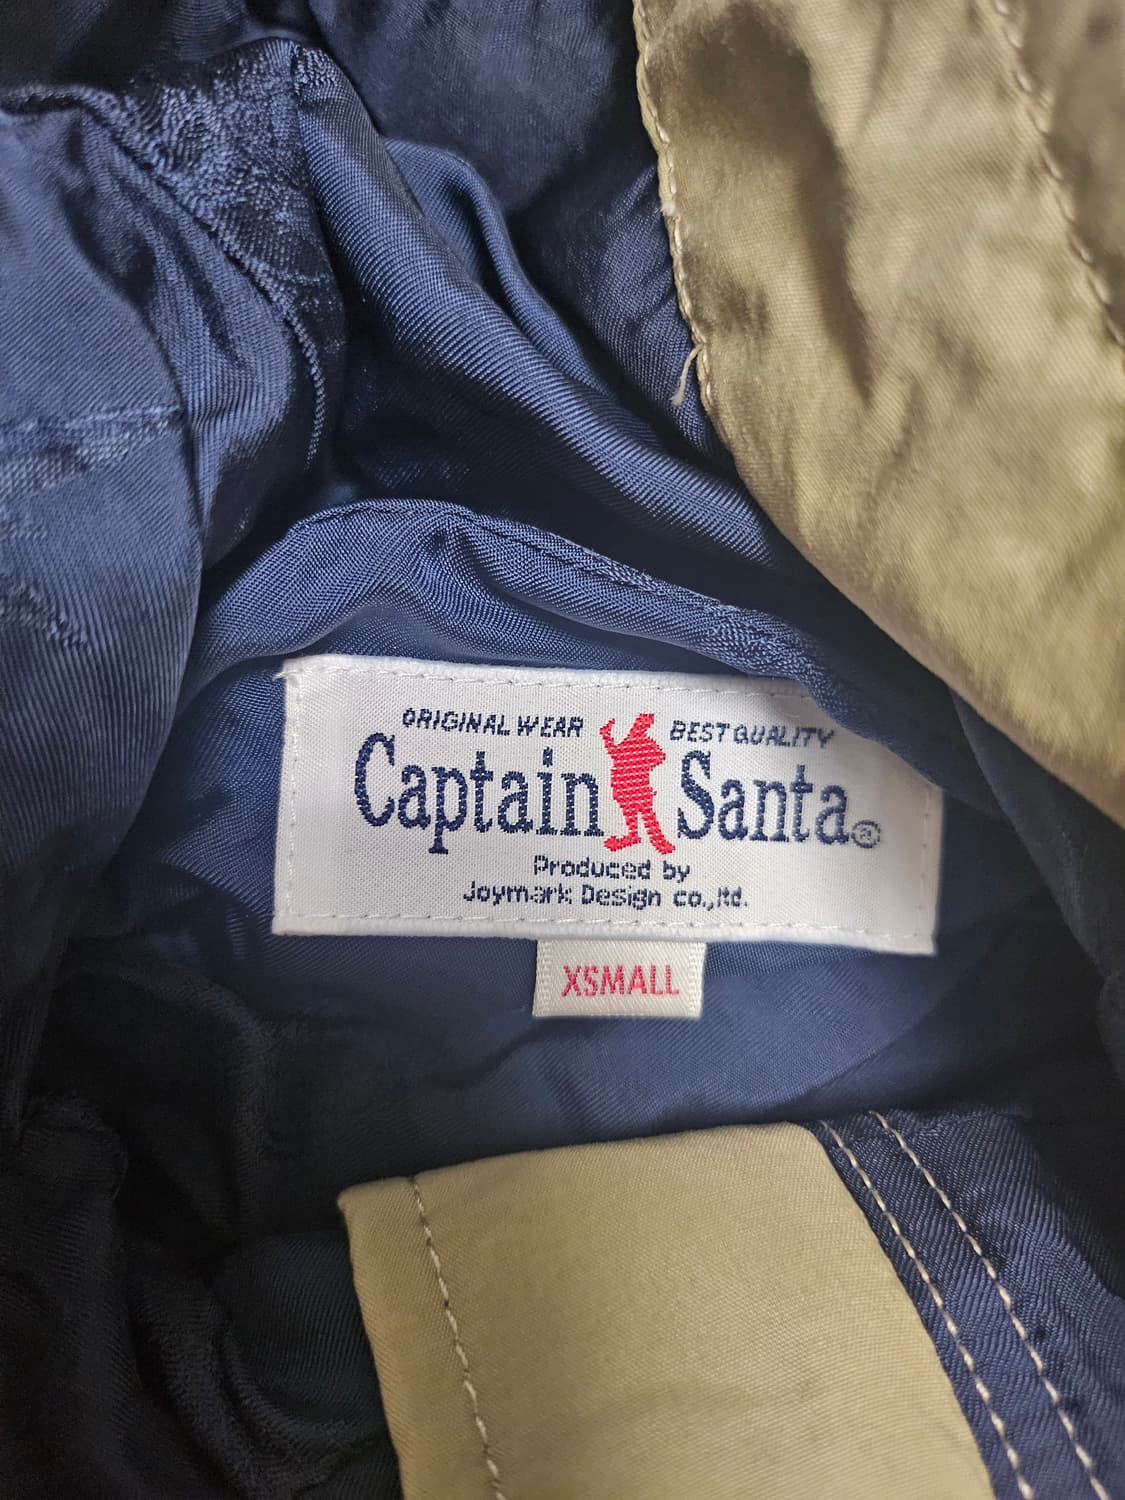 ORIGINAL WEAR BEST QUALITY
Captain Santa®
Produced by
Joymark Design co.,ltd.
XSMALL